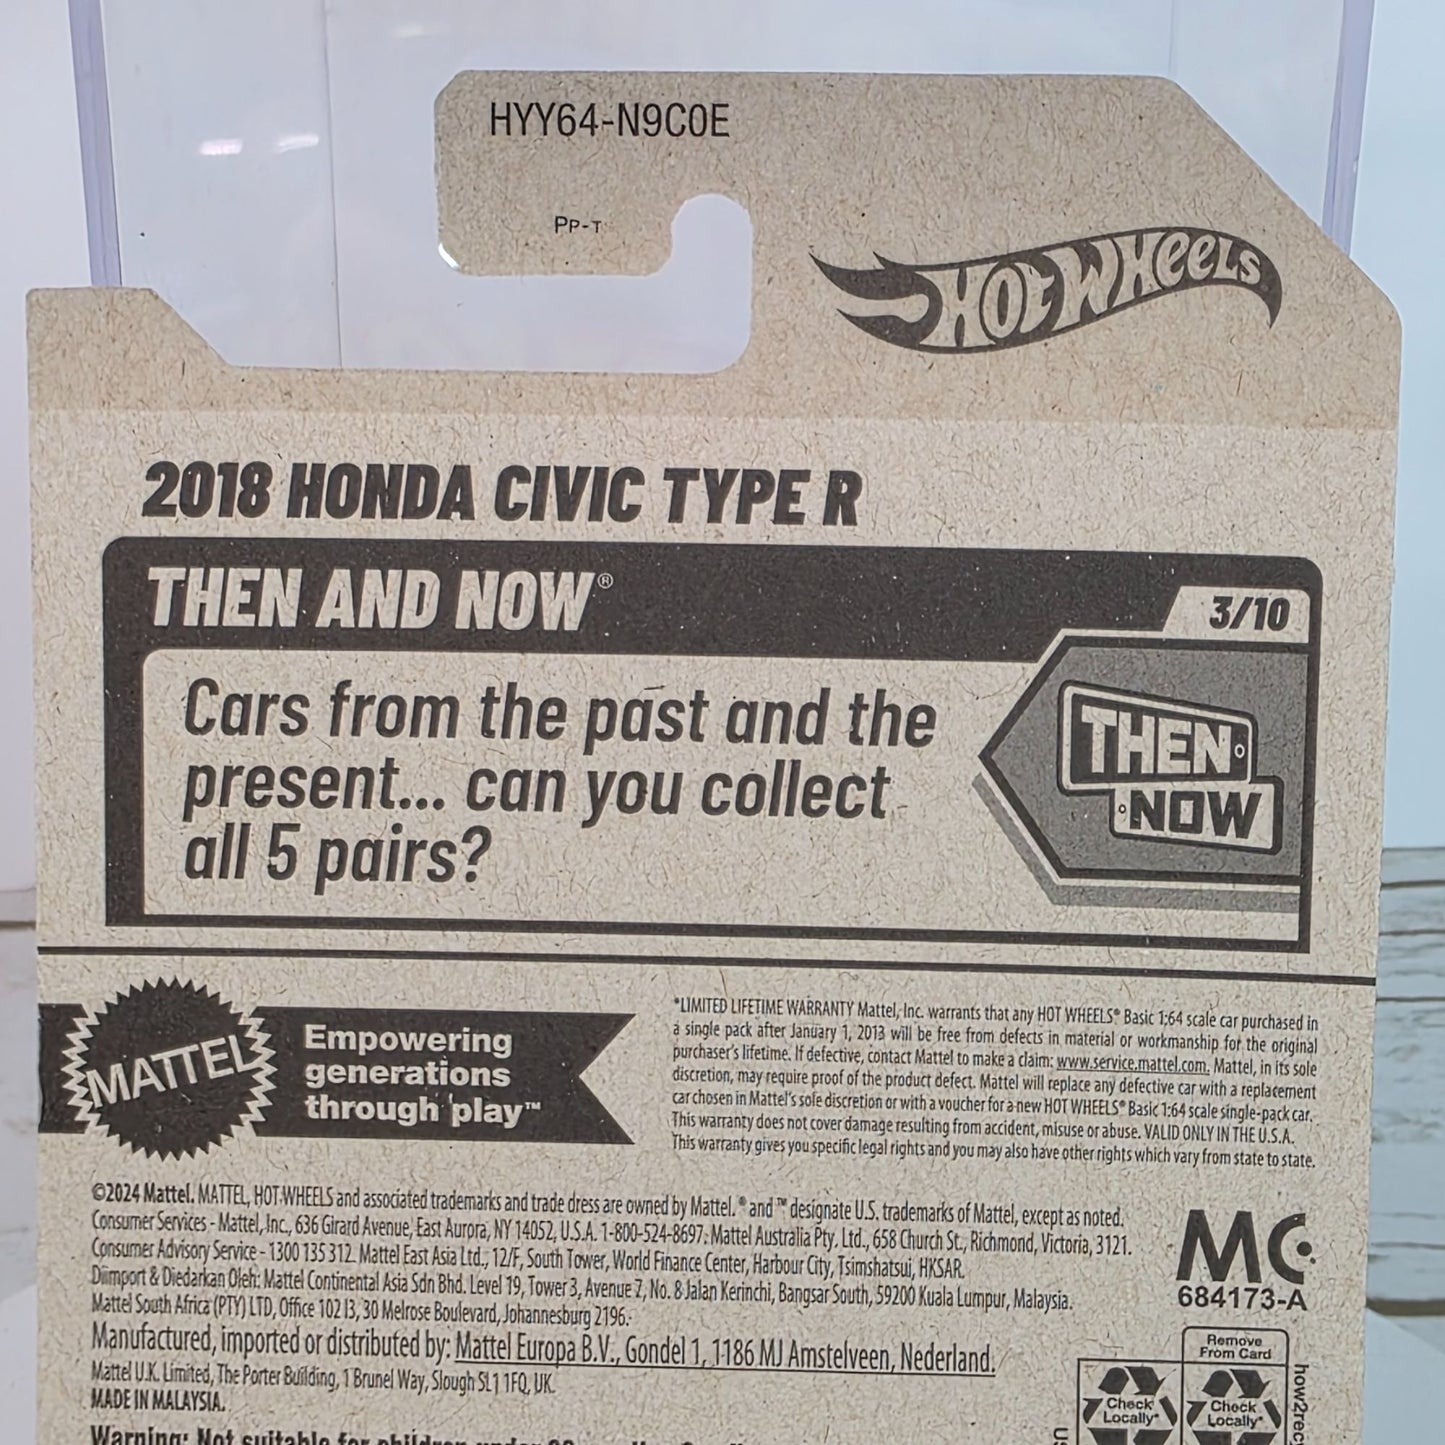 HYY64-N9C0E
PP-T
HOT WHEELS
2018 HONDA CIVIC TYPE R
THEN AND NOW®
3/10
Cars from the past and the
present... can you collect
all 5 pairs?
THEN
NOW
MATTEL
Empowering
generations
through play™
*LIMITED LIFETIME WARRANTY Mattel, Inc. warrants that any HOT WHEELS® Basic 1:64 scale car purchased in
a single pack after January 1, 2013 will be free from defects in material or workmanship for the original
purchaser's lifetime. If defective, contact Mattel to make a claim: www.service.mattel.com. Mattel, in its sole
discretion, may require proof of the product defect. Mattel will replace any defective car with a replacement
car chosen in Mattel's sole discretion or with a voucher for a new HOT WHEELS® Basic 1:64 scale single-pack car.
This warranty does not cover damage resulting from accident, misuse or abuse. VALID ONLY IN THE U.S.A.
This warranty gives you specific legal rights and you may also have other rights which vary from state to state.
©2024 Mattel. MATTEL, HOT WHEELS and associated trademarks and trade dress are owned by Mattel. ® and ™ designate U.S. trademarks of Mattel, except as noted.
Consumer Services - Mattel, Inc., 636 Girard Avenue, East Aurora, NY 14052, U.S.A. 1-800-524-8697. Mattel Australia Pty. Ltd., 658 Church St., Richmond, Victoria, 3121.
Consumer Advisory Service - 1300 135 312. Mattel East Asia Ltd., 12/F, South Tower, World Finance Center, Harbour City, Tsimshatsui, HKSAR.
Diimport & Diedarkan Oleh: Mattel Continental Asia Sdn Bhd. Level 19, Tower 3, Avenue 7, No. 8 Jalan Kerinchi, Bangsar South, 59200 Kuala Lumpur, Malaysia.
Mattel South Africa (PTY) LTD, Office 102 I3, 30 Melrose Boulevard, Johannesburg 2196.
Manufactured, imported or distributed by: Mattel Europa B.V., Gondel 1, 1186 MJ Amstelveen, Nederland.
Mattel U.K. Limited, The Porter Building, 1 Brunel Way, Slough SL1 1FQ, UK.
MADE IN MALAYSIA.
MC
684173-A
Remove
From Card
Check
Locally*
Check
Locally*
how2rec
US
Warning: Not suitable for children under